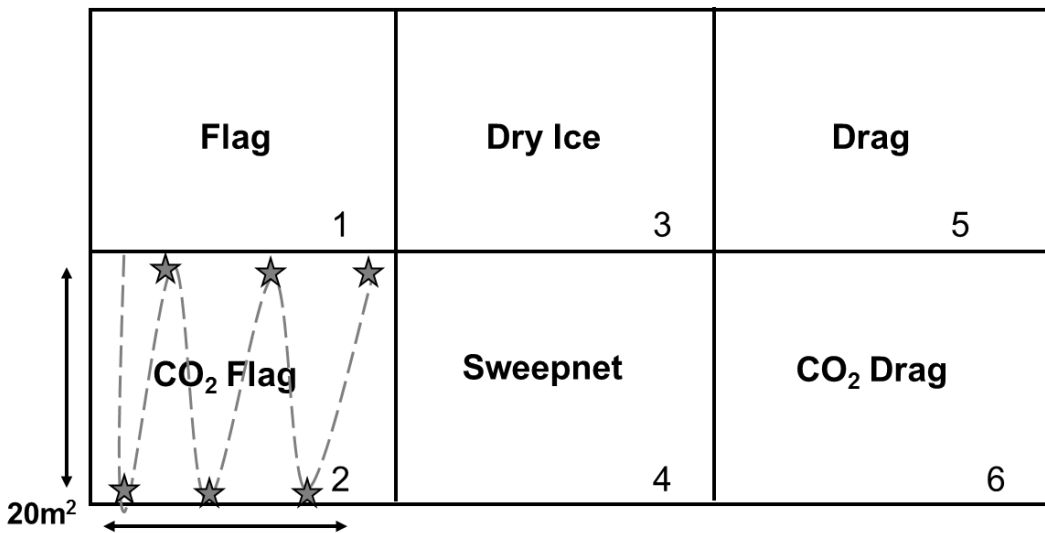 Flag
Dry Ice
Drag
1
3
5
CO₂ Flag
Sweepnet
CO₂ Drag
2
4
6
20m²